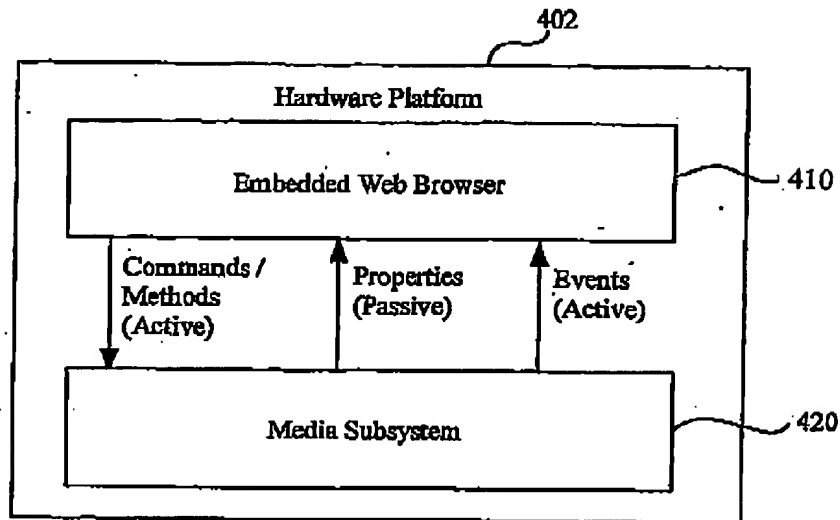 402
Hardware Platform
Embedded Web Browser
410
Commands /
Methods
(Active)
Properties
(Passive)
Events
(Active)
Media Subsystem
420